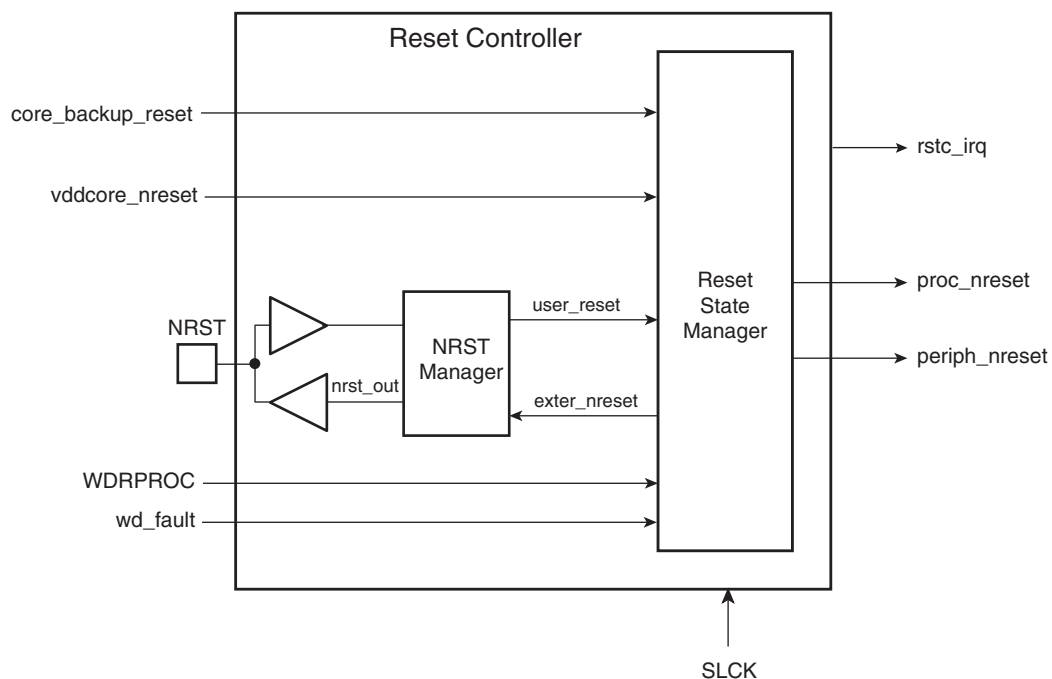 Reset Controller
core_backup_reset
rstc_irq
vddcore_nreset
Reset
State
Manager
proc_nreset
user_reset
NRST
NRST
Manager
periph_nreset
nrst_out
exter_nreset
WDRPROC
wd_fault
SLCK